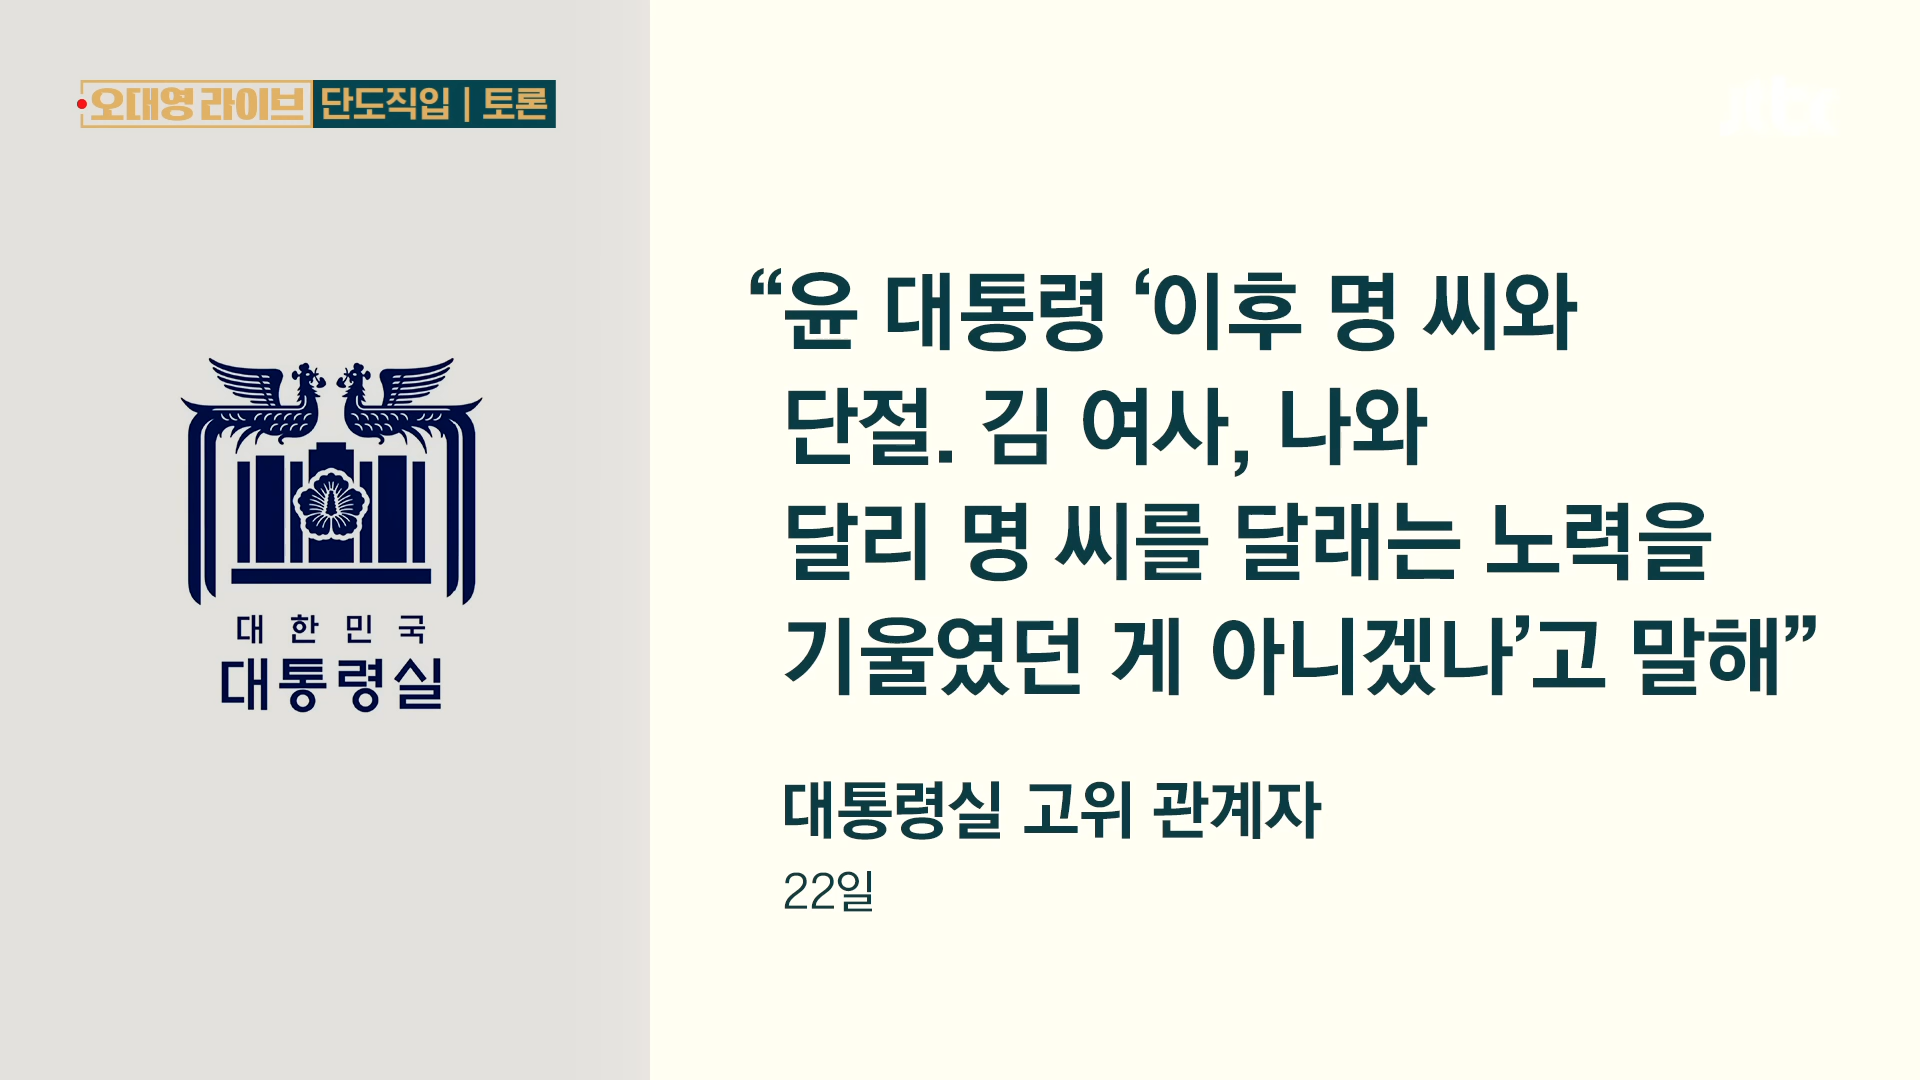 오대영 라이브 단도직입 | 토론
jtbc
“윤 대통령 ‘이후 명 씨와
단절. 김 여사, 나와
달리 명 씨를 달래는 노력을
기울였던 게 아니겠나’고 말해”
대통령실 고위 관계자
22일
대한민국
대통령실